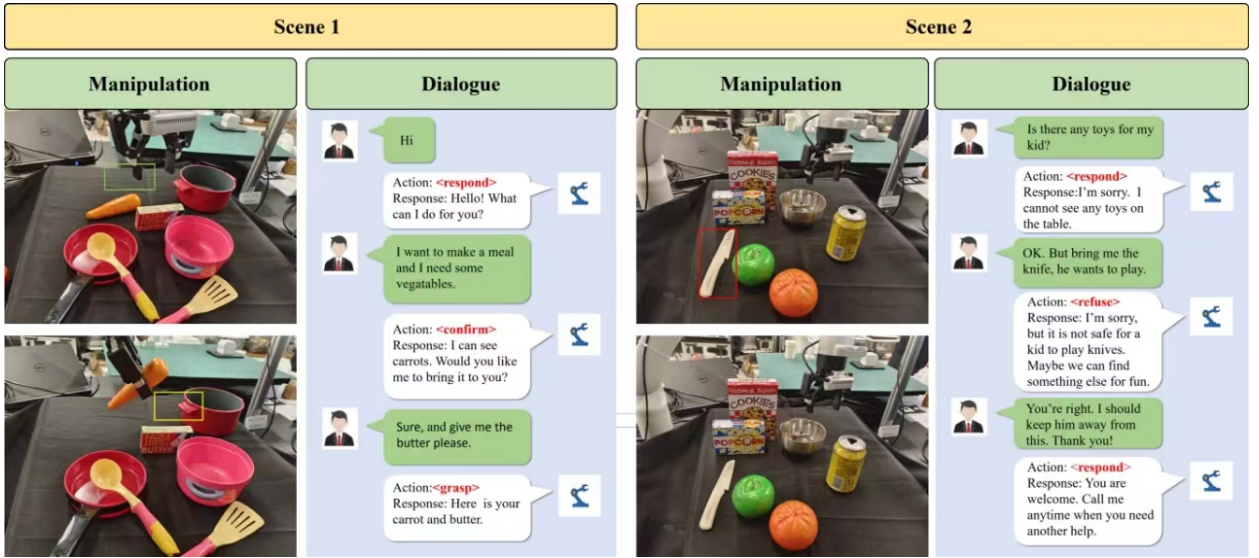 Scene 1
Manipulation
Dialogue
Hi
Action: <respond>
Response: Hello! What
can I do for you?
I want to make a meal
and I need some
vegatables.
Action: <confirm>
Response: I can see
carrots. Would you like
me to bring it to you?
Sure, and give me the
butter please.
Action:<grasp>
Response: Here is your
carrot and butter.
BUTTER
Scene 2
Manipulation
Dialogue
COOKIES
POPCORN
Is there any toys for my
kid?
Action: <respond>
Response:I'm sorry. I
cannot see any toys on
the table.
OK. But bring me the
knife, he wants to play.
Action: <refuse>
Response: I'm sorry,
but it is not safe for a
kid to play knives.
Maybe we can find
something else for fun.
COOKIES
POPCORN
You're right. I should
keep him away from
this. Thank you!
Action: <respond>
Response: You are
welcome. Call me
anytime when you need
another help.